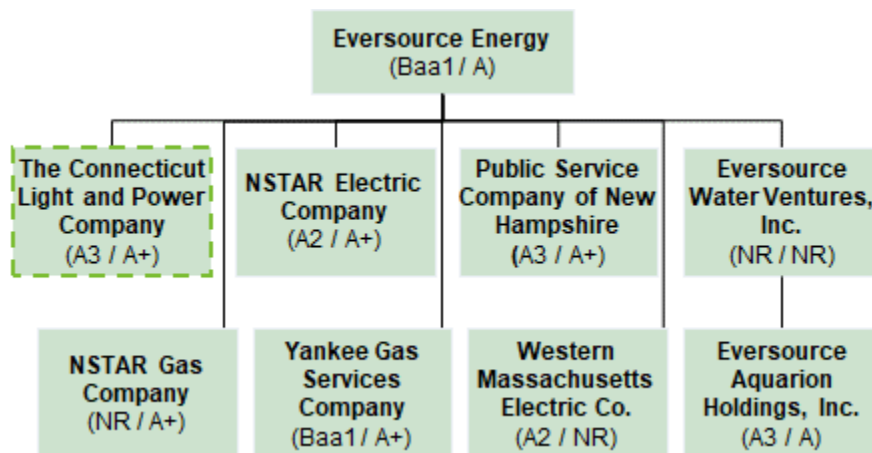 Eversource Energy
(Baa1 / A)
The Connecticut
Light and Power
Company
(A3 / A+)
NSTAR Electric
Company
(A2 / A+)
Public Service
Company of New
Hampshire
(A3 / A+)
Eversource
Water Ventures,
Inc.
(NR / NR)
NSTAR Gas
Company
(NR / A+)
Yankee Gas
Services
Company
(Baa1 / A+)
Western
Massachusetts
Electric Co.
(A2 / NR)
Eversource
Aquarion
Holdings, Inc.
(A3 / A)